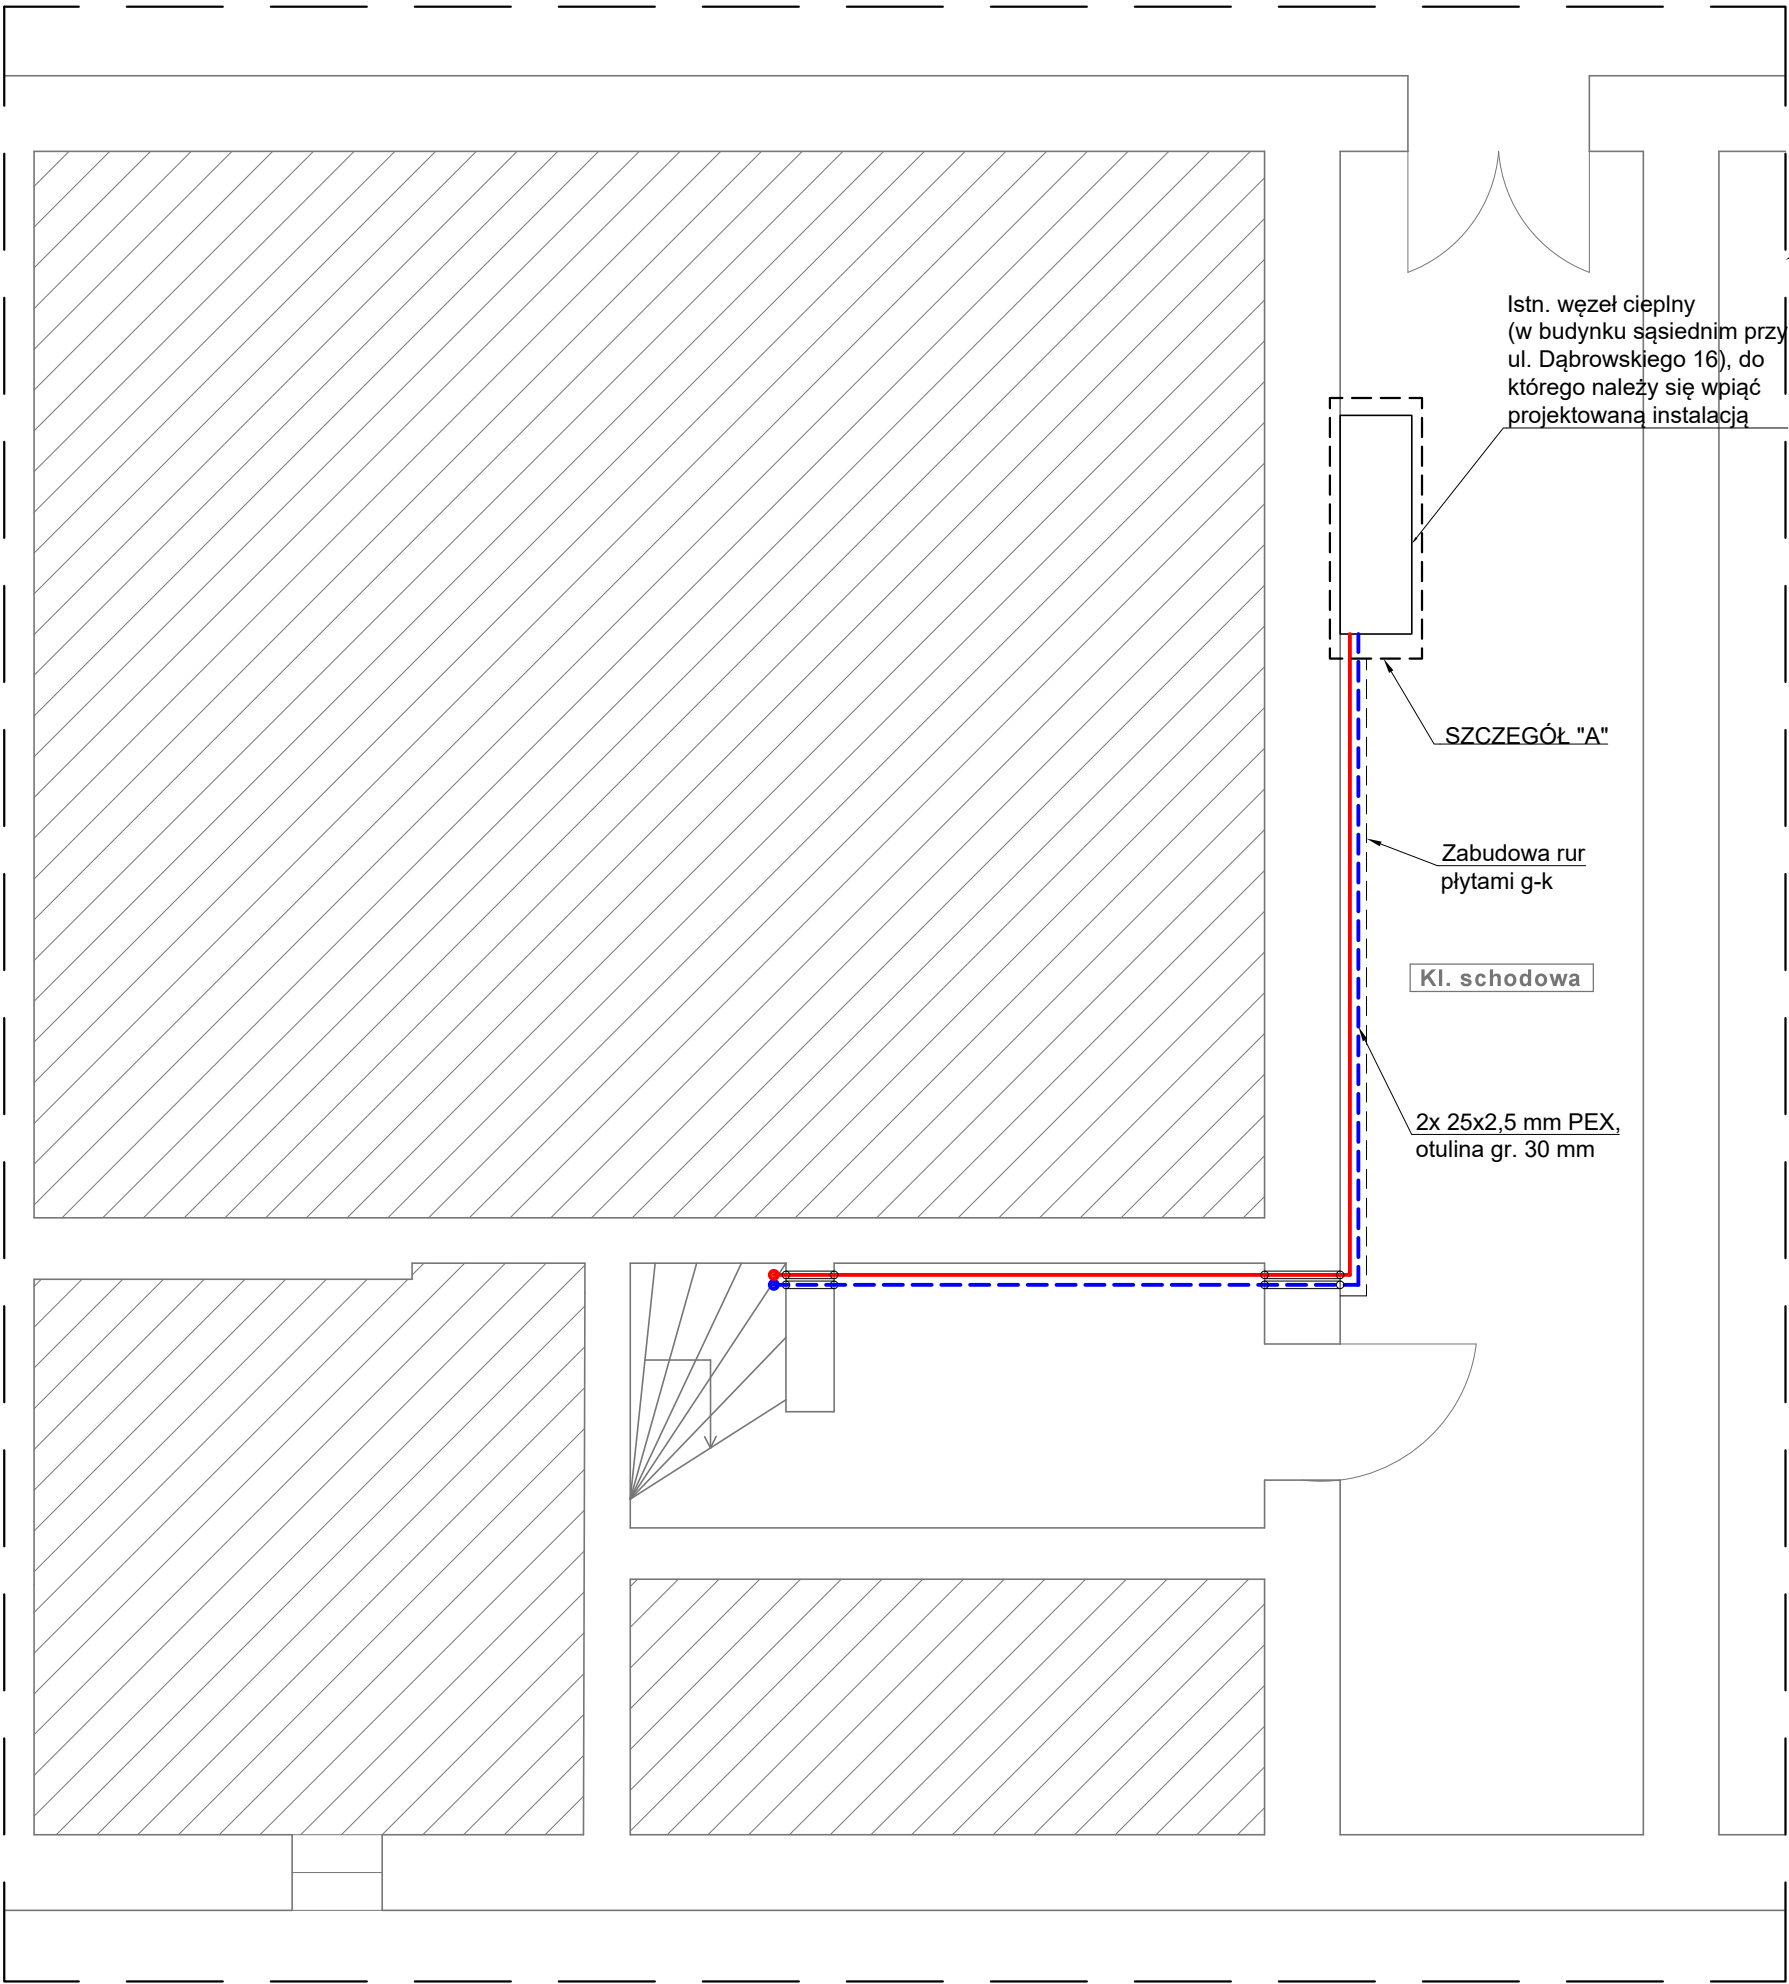 Istn. węzeł cieplny
(w budynku sąsiednim przy
ul. Dąbrowskiego 16), do
którego należy się wpiąć
projektowaną instalacją
SZCZEGÓŁ "A"
Zabudowa rur
płytami g-k
Kl. schodowa
2x 25x2,5 mm PEX,
otulina gr. 30 mm